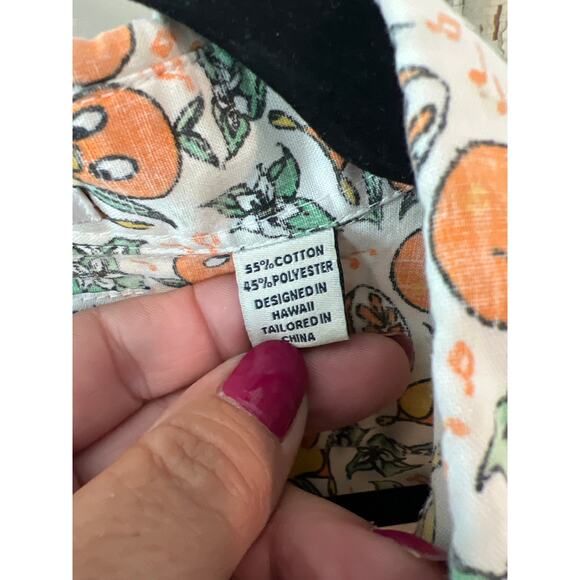 55%COTTON
45%POLYESTER
DESIGNED IN
HAWAII
TAILORED IN
CHINA